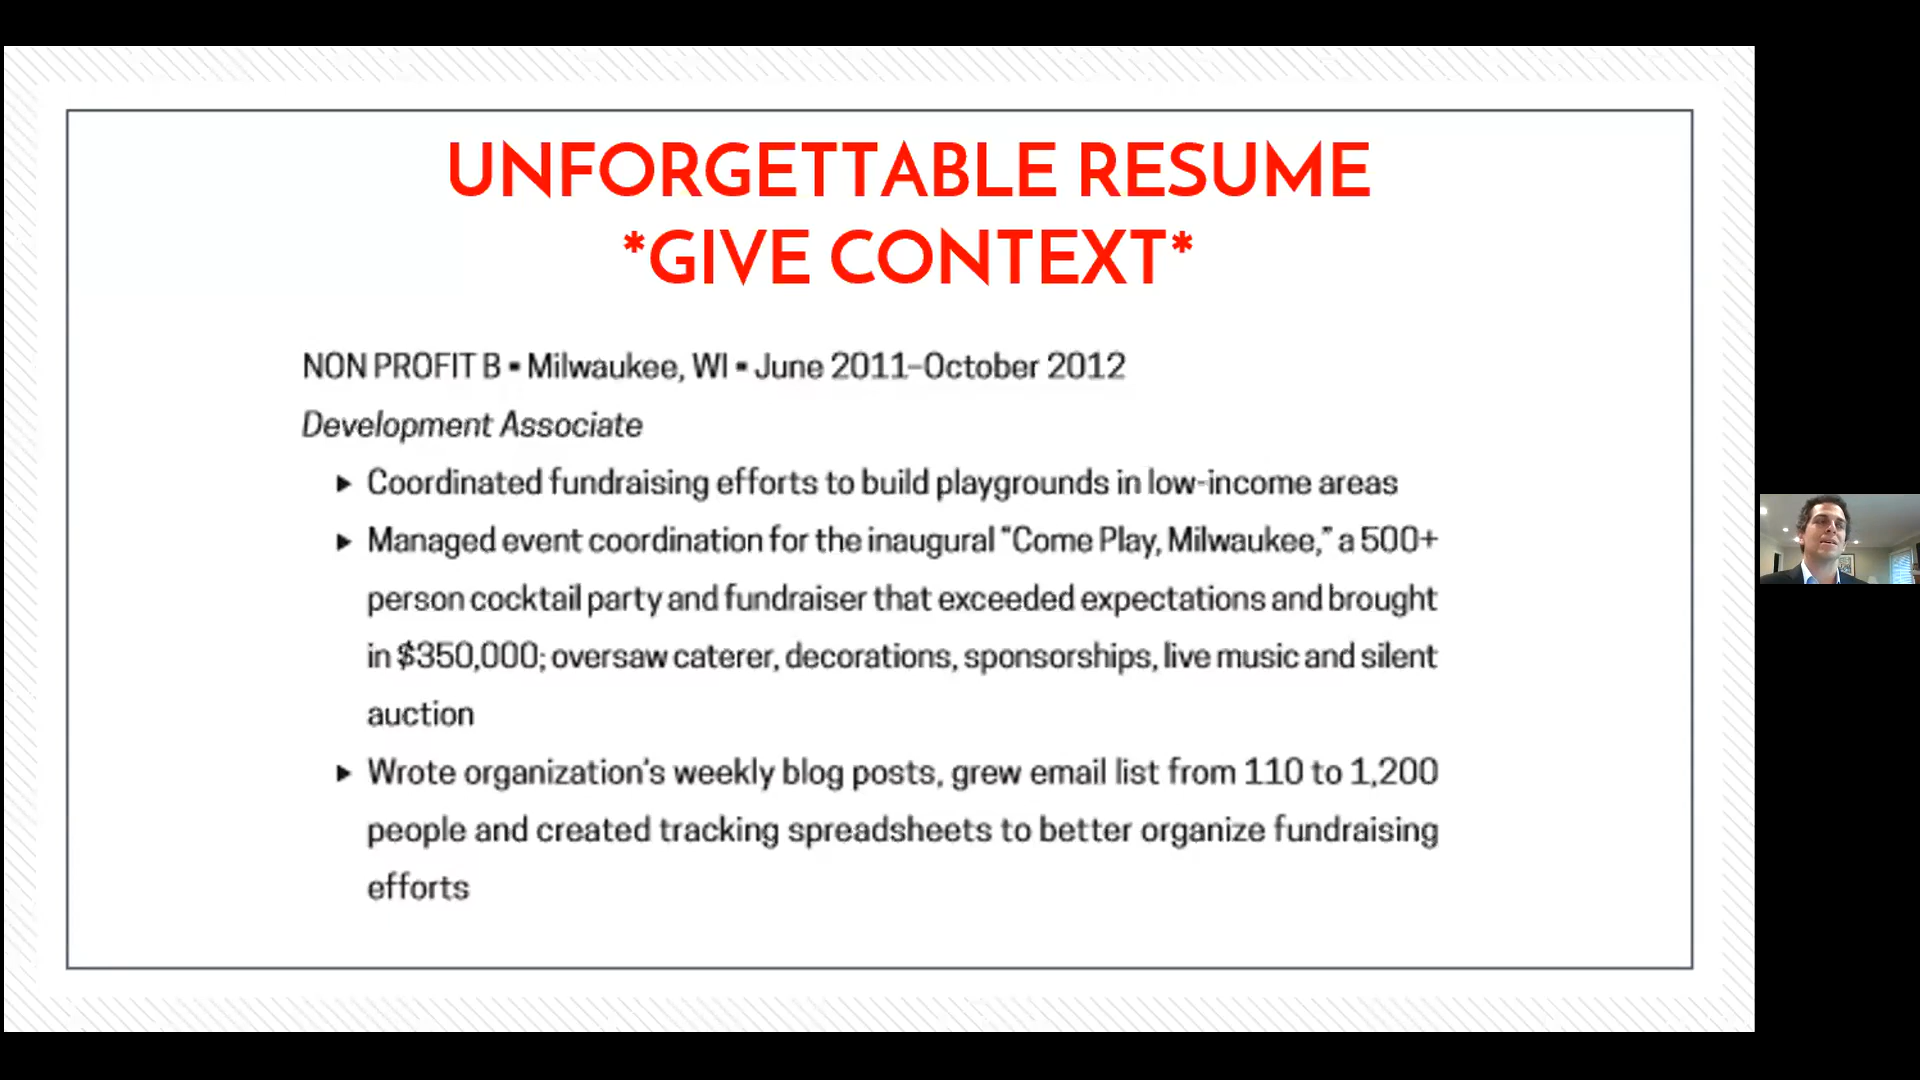 UNFORGETTABLE RESUME
*GIVE CONTEXT*
NON PROFIT B ▪ Milwaukee, WI ▪ June 2011–October 2012
Development Associate
▸ Coordinated fundraising efforts to build playgrounds in low-income areas
▸ Managed event coordination for the inaugural “Come Play, Milwaukee,” a 500+
person cocktail party and fundraiser that exceeded expectations and brought
in $350,000; oversaw caterer, decorations, sponsorships, live music and silent
auction
▸ Wrote organization’s weekly blog posts, grew email list from 110 to 1,200
people and created tracking spreadsheets to better organize fundraising
efforts